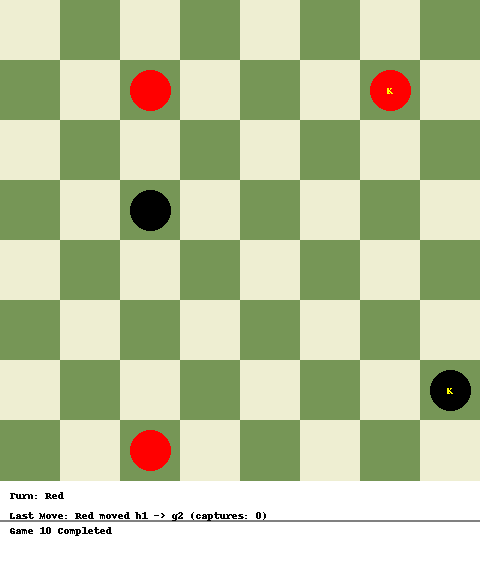 K
K
Turn: Red
Last Move: Red moved h1 -> g2 (captures: 0)
Game 10 Completed